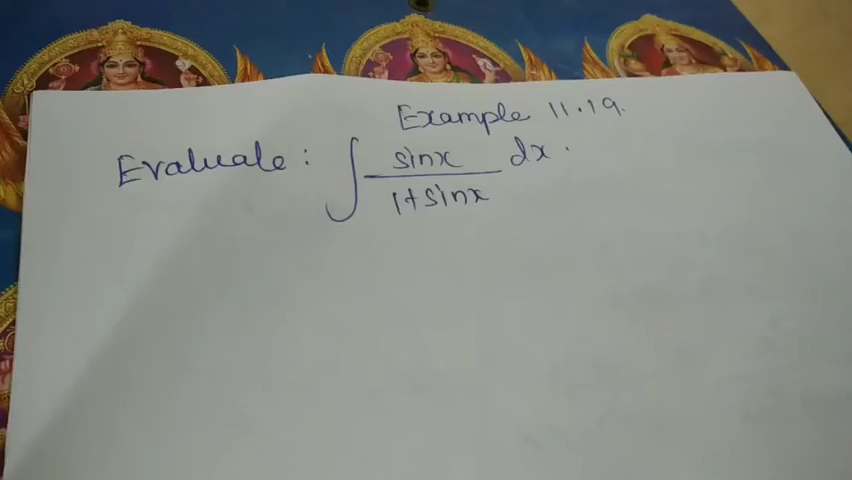 Example 11.19.
Evaluate : ∫ sinx / 1+sinx dx.